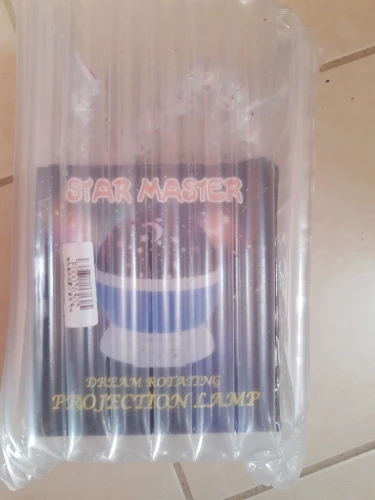 STAR MASTER
DREAM ROTATING
PROJECTION LAMP